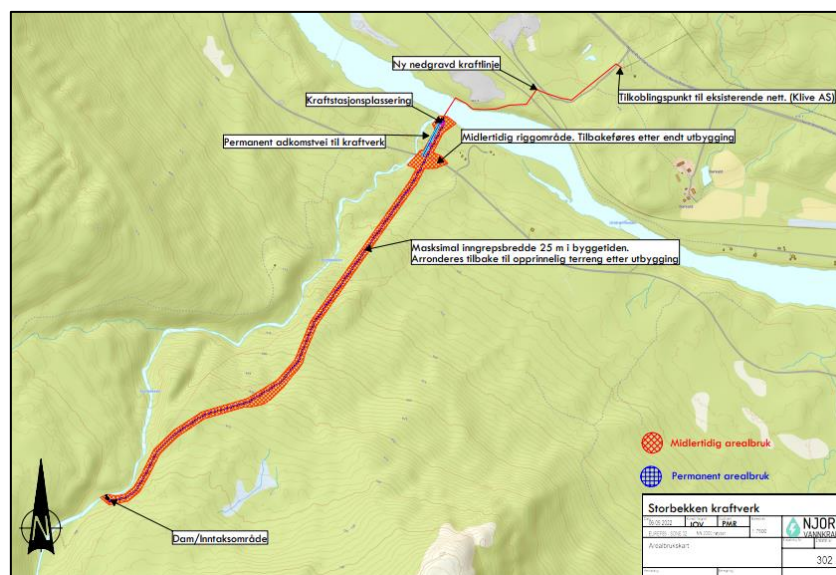 Ny nedgravd kraftlinje
Tilkoblingspunkt til eksisterende nett. (Klive AS)
Kraftstasjonsplassering
Permanent adkomstvei til kraftverk
Midlertidig riggområde. Tilbakeføres etter endt utbygging
Masksimal inngrepsbredde 25 m i byggetiden.
Arronderes tilbake til opprinnelig terreng etter utbygging
Midlertidig arealbruk
Permanent arealbruk
N
Dam/Inntaksområde
Storbekken kraftverk
JOV
PMR
NJOR
VANNKRA
Arealbrukskart
302